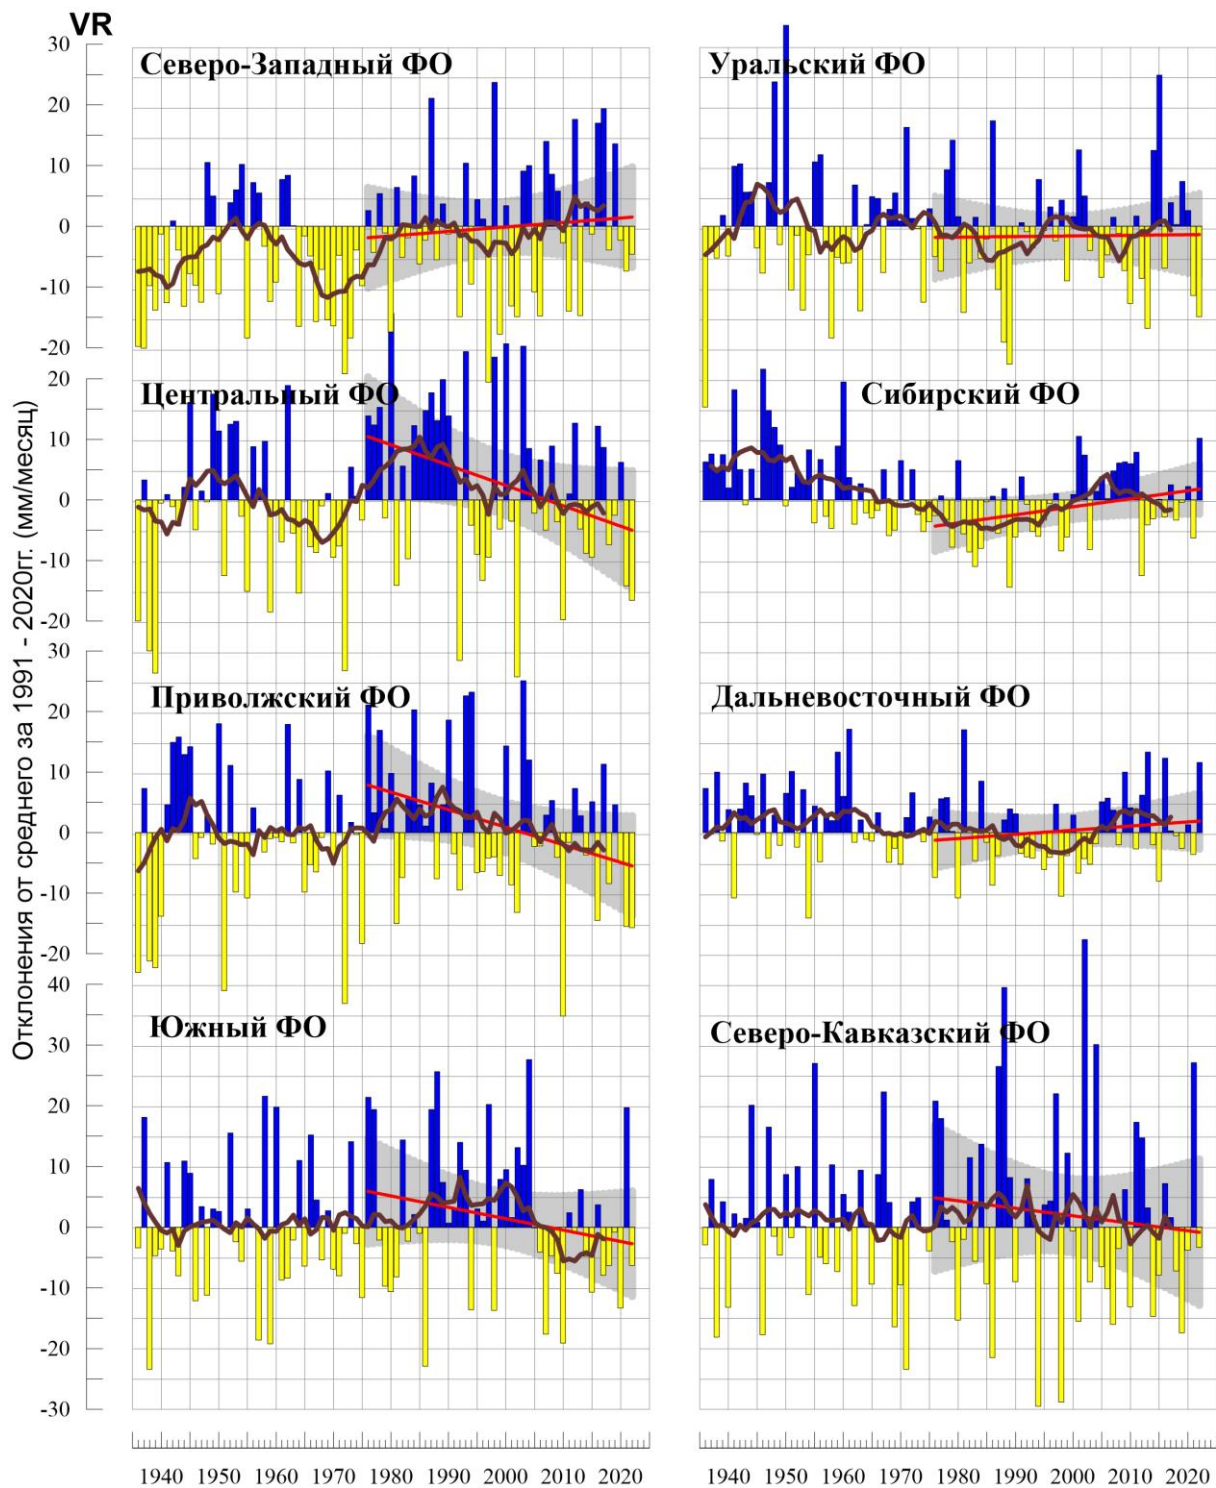 VR
Отклонения от среднего за 1991 - 2020гг. (мм/месяц)
30
20
10
0
-10
-20
Северо-Западный ФО
Уральский ФО
20
10
0
-10
-20
Центральный ФО
Сибирский ФО
30
20
10
0
-10
-20
Приволжский ФО
Дальневосточный ФО
40
30
20
10
0
-10
-20
-30
Южный ФО
Северо-Кавказский ФО
1940 1950 1960 1970 1980 1990 2000 2010 2020
1940 1950 1960 1970 1980 1990 2000 2010 2020